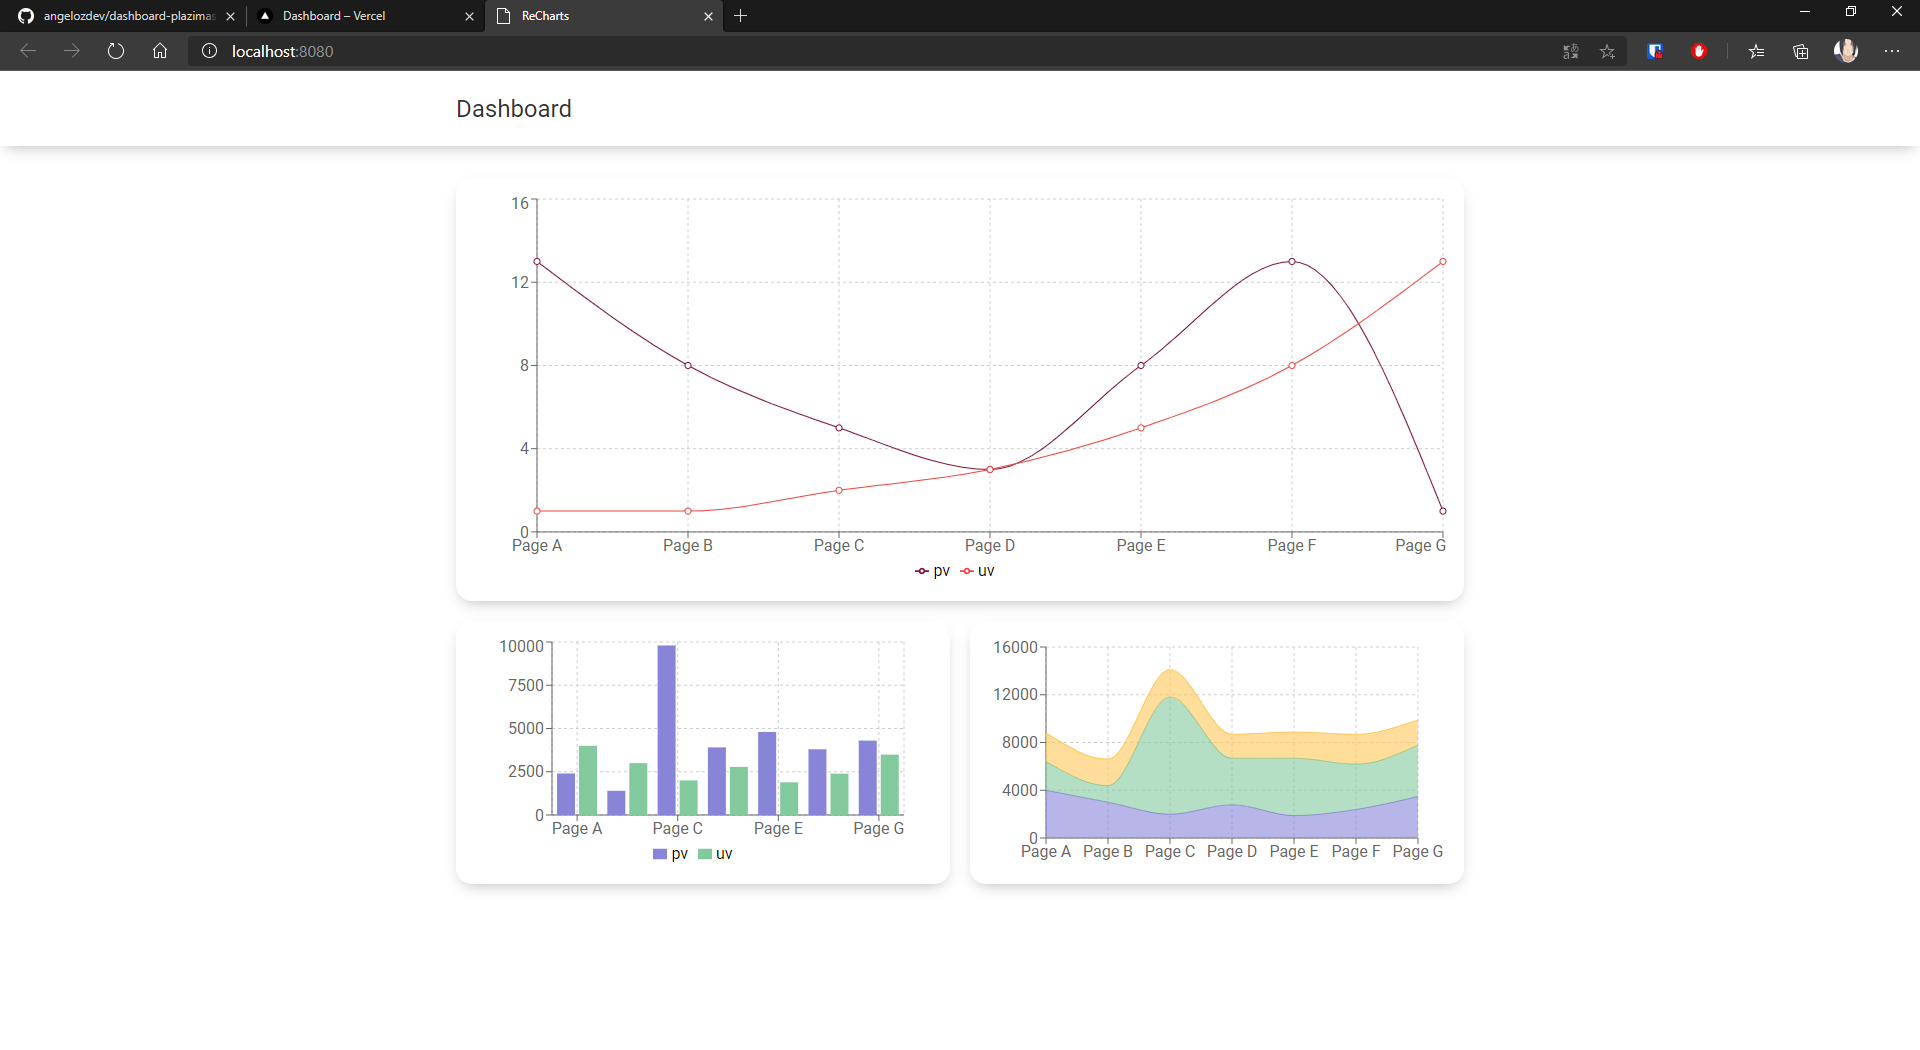 angelozdev/dashboard-plazimas
Dashboard – Vercel
ReCharts
localhost:8080
Dashboard
16
12
8
4
0
Page A Page B Page C Page D Page E Page F Page G
pv uv
10000
7500
5000
2500
0
Page A Page C Page E Page G
pv uv
16000
12000
8000
4000
0
Page A Page B Page C Page D Page E Page F Page G